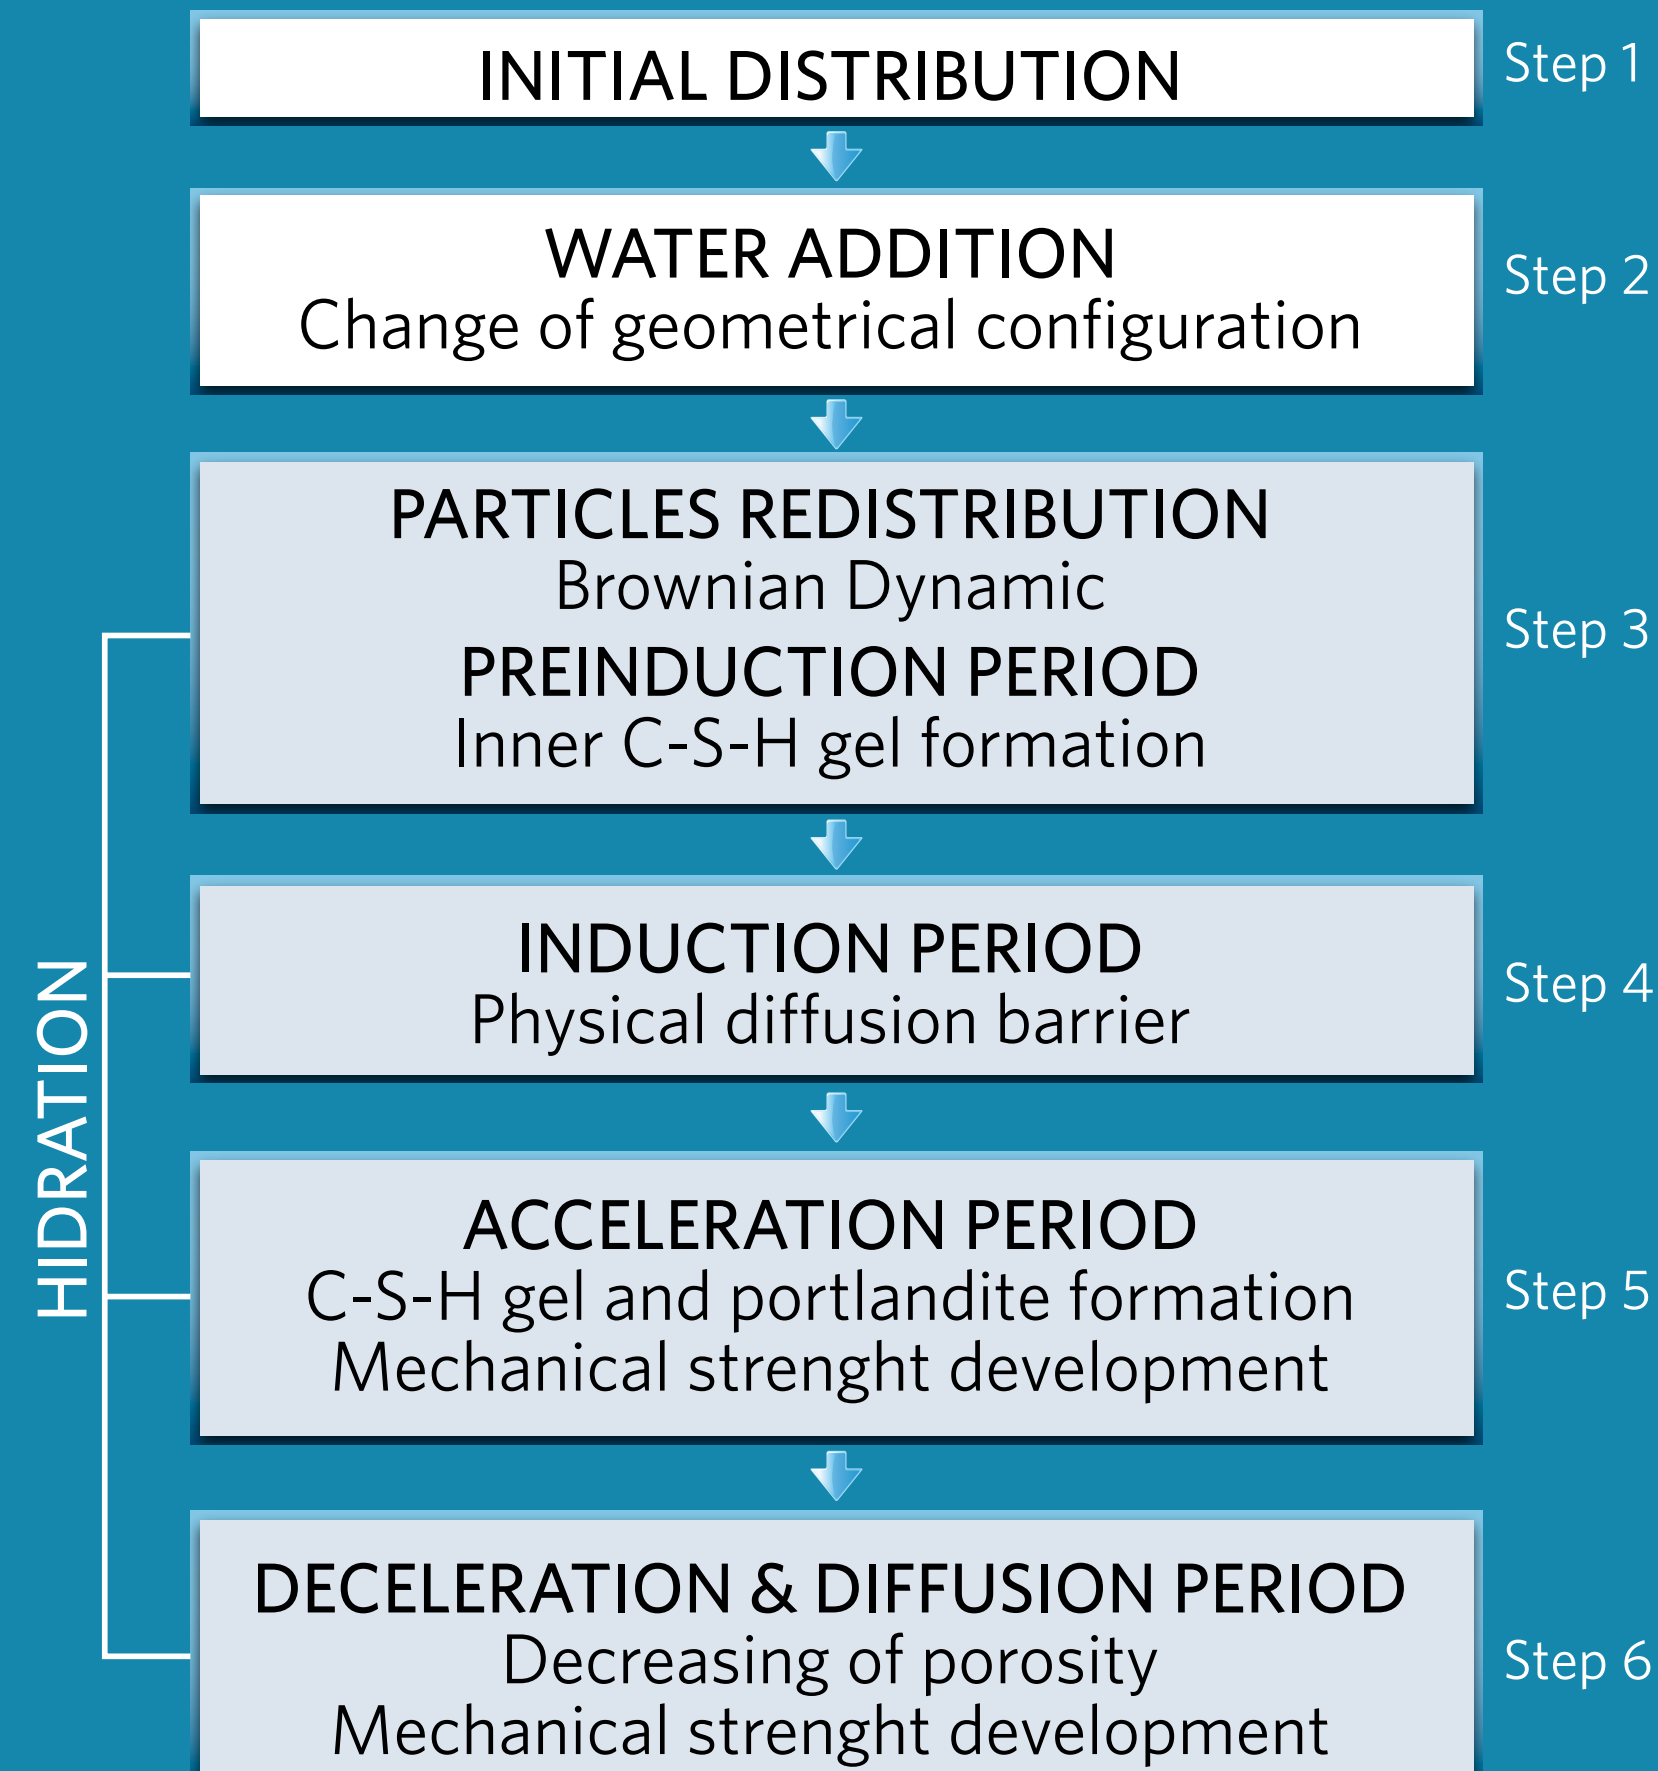 INITIAL DISTRIBUTION
Step 1
WATER ADDITION
Change of geometrical configuration
Step 2
PARTICLES REDISTRIBUTION
Brownian Dynamic
PREINDUCTION PERIOD
Inner C-S-H gel formation
Step 3
INDUCTION PERIOD
Physical diffusion barrier
Step 4
ACCELERATION PERIOD
C-S-H gel and portlandite formation
Mechanical strenght development
Step 5
DECELERATION & DIFFUSION PERIOD
Decreasing of porosity
Mechanical strenght development
Step 6
HIDRATION